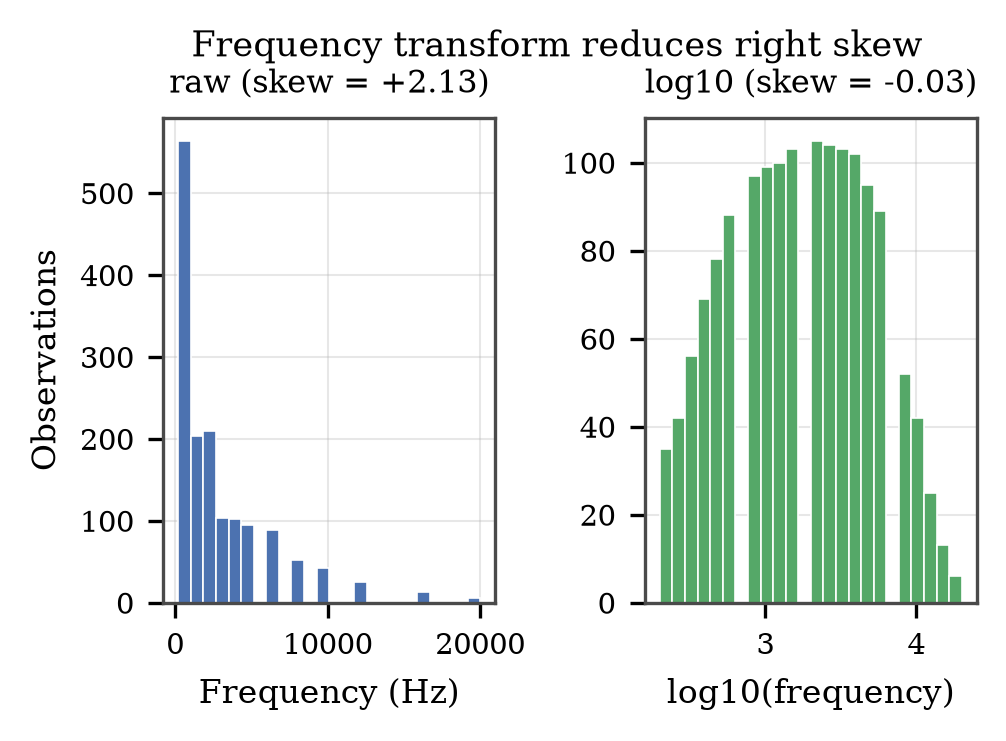 Frequency transform reduces right skew
raw (skew = +2.13)
log10 (skew = -0.03)
Observations
500
400
300
200
100
0
0
10000
20000
Frequency (Hz)
100
80
60
40
20
0
3
4
log10(frequency)